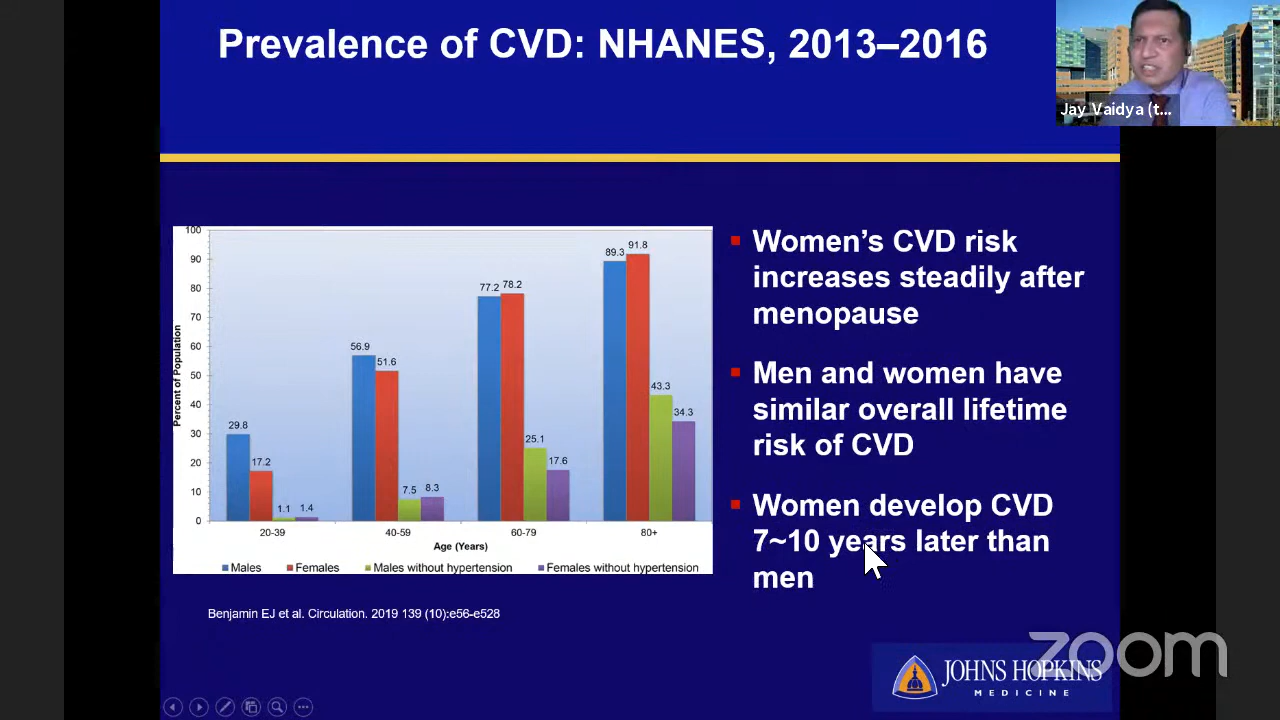 Prevalence of CVD: NHANES, 2013–2016
Jay Vaidya (t...
Percent of Population
100
90
80
70
60
50
40
30
20
10
0
29.8
17.2
1.1
1.4
56.9
51.6
7.5
8.3
77.2
78.2
25.1
17.6
89.3
91.8
43.3
34.3
20-39
40-59
60-79
80+
Age (Years)
Males
Females
Males without hypertension
Females without hypertension
Benjamin EJ et al. Circulation. 2019 139 (10):e56-e528
Women’s CVD risk
increases steadily after
menopause
Men and women have
similar overall lifetime
risk of CVD
Women develop CVD
7~10 years later than
men
zoom
JOHNS HOPKINS
MEDICINE